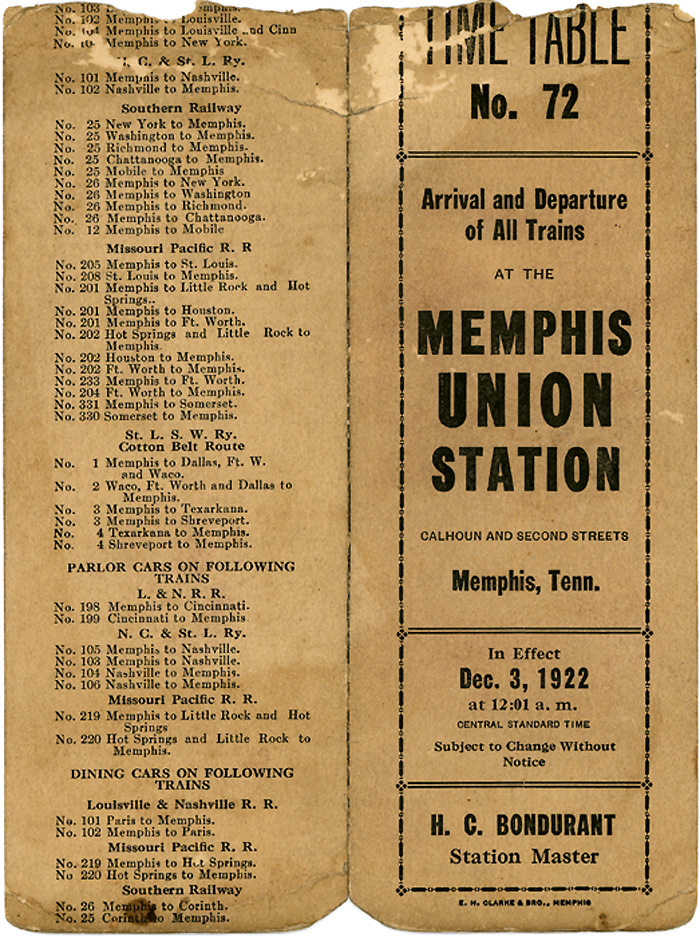 No. 103
No. 102 Memphis to Louisville.
No. 104 Memphis to Louisville and Cinn
Memphis to New York.
N. C. & St. L. Ry.
No. 101 Memphis to Nashville.
No. 102 Nashville to Memphis.
Southern Railway
No. 25 New York to Memphis.
No. 25 Washington to Memphis.
No. 25 Richmond to Memphis.
No. 25 Chattanooga to Memphis.
No. 25 Mobile to Memphis
No. 26 Memphis to New York.
No. 26 Memphis to Washington
No. 26 Memphis to Richmond.
No. 26 Memphis to Chattanooga.
No. 12 Memphis to Mobile
Missouri Pacific R. R
No. 205 Memphis to St. Louis.
No. 208 St. Louis to Memphis.
No. 201 Memphis to Little Rock and Hot
Springs..
No. 201 Memphis to Houston.
No. 201 Memphis to Ft. Worth.
No. 202 Hot Springs and Little Rock to
Memphis.
No. 202 Houston to Memphis.
No. 202 Ft. Worth to Memphis.
No. 233 Memphis to Ft. Worth.
No. 204 Ft. Worth to Memphis.
No. 331 Memphis to Somerset.
No. 330 Somerset to Memphis.
St. L. S. W. Ry.
Cotton Belt Route
No. 1 Memphis to Dallas, Ft. W.
and Waco.
No. 2 Waco, Ft. Worth and Dallas to
Memphis.
No. 3 Memphis to Texarkana.
No. 3 Memphis to Shreveport.
No. 4 Texarkana to Memphis.
No. 4 Shreveport to Memphis.
PARLOR CARS ON FOLLOWING
TRAINS
L. & N. R. R.
No. 198 Memphis to Cincinnati.
No. 199 Cincinnati to Memphis
N. C. & St. L. Ry.
No. 105 Memphis to Nashville.
No. 103 Memphis to Nashville.
No. 104 Nashville to Memphis.
No. 106 Nashville to Memphis.
Missouri Pacific R. R.
No. 219 Memphis to Little Rock and Hot
Springs
No. 220 Hot Springs and Little Rock to
Memphis.
DINING CARS ON FOLLOWING
TRAINS
Louisville & Nashville R. R.
No. 101 Paris to Memphis.
No. 102 Memphis to Paris.
Missouri Pacific R. R.
No. 219 Memphis to Hot Springs.
No 220 Hot Springs to Memphis.
Southern Railway
No. 26 Memphis to Corinth.
No. 25 Corinth to Memphis.
TIME TABLE
No. 72
Arrival and Departure
of All Trains
AT THE
MEMPHIS
UNION
STATION
CALHOUN AND SECOND STREETS
Memphis, Tenn.
In Effect
Dec. 3, 1922
at 12:01 a. m.
CENTRAL STANDARD TIME
Subject to Change Without
Notice
H. C. BONDURANT
Station Master
E. H. CLARKE & BRO., MEMPHIS